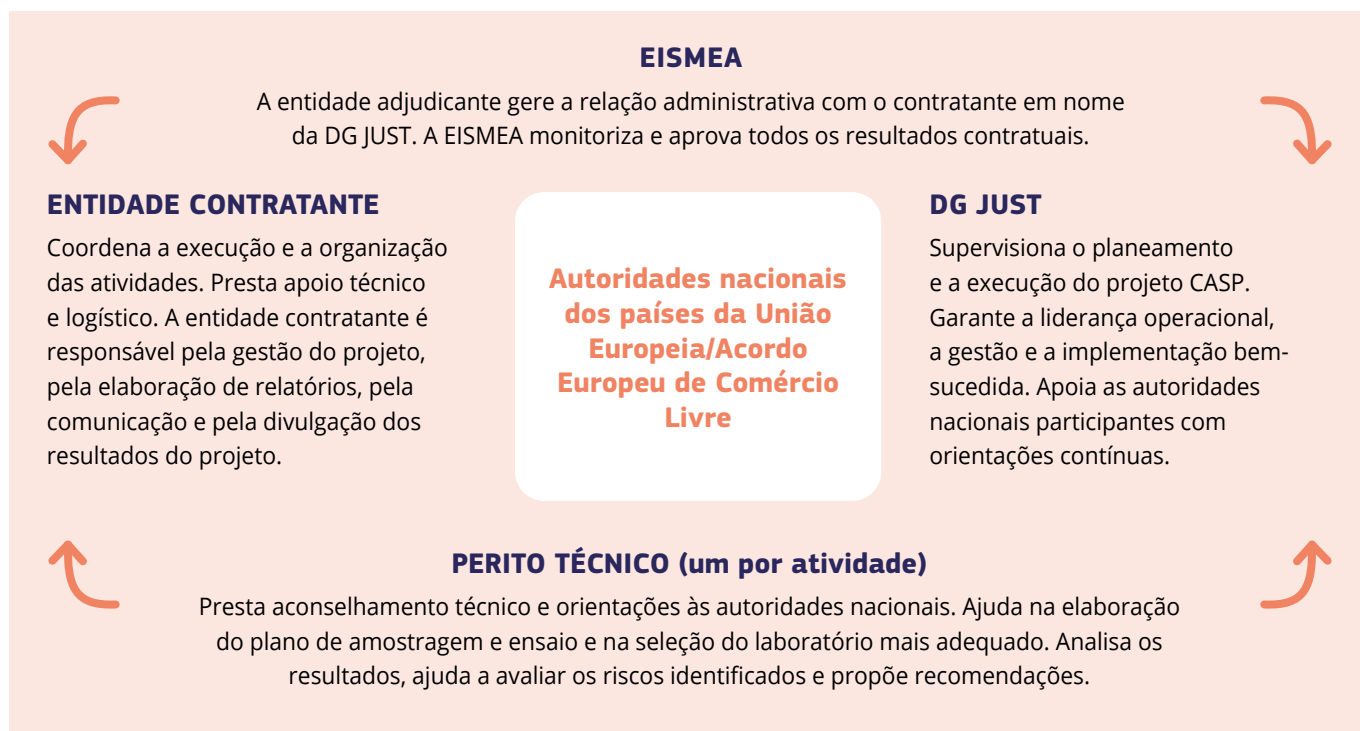 EISMEA
A entidade adjudicante gere a relação administrativa com o contratante em nome
da DG JUST. A EISMEA monitoriza e aprova todos os resultados contratuais.
ENTIDADE CONTRATANTE
Coordena a execução e a organização
das atividades. Presta apoio técnico
e logístico. A entidade contratante é
responsável pela gestão do projeto,
pela elaboração de relatórios, pela
comunicação e pela divulgação dos
resultados do projeto.
Autoridades nacionais
dos países da União
Europeia/Acordo
Europeu de Comércio
Livre
DG JUST
Supervisiona o planeamento
e a execução do projeto CASP.
Garante a liderança operacional,
a gestão e a implementação bem-
sucedida. Apoia as autoridades
nacionais participantes com
orientações contínuas.
PERITO TÉCNICO (um por atividade)
Presta aconselhamento técnico e orientações às autoridades nacionais. Ajuda na elaboração
do plano de amostragem e ensaio e na seleção do laboratório mais adequado. Analisa os
resultados, ajuda a avaliar os riscos identificados e propõe recomendações.